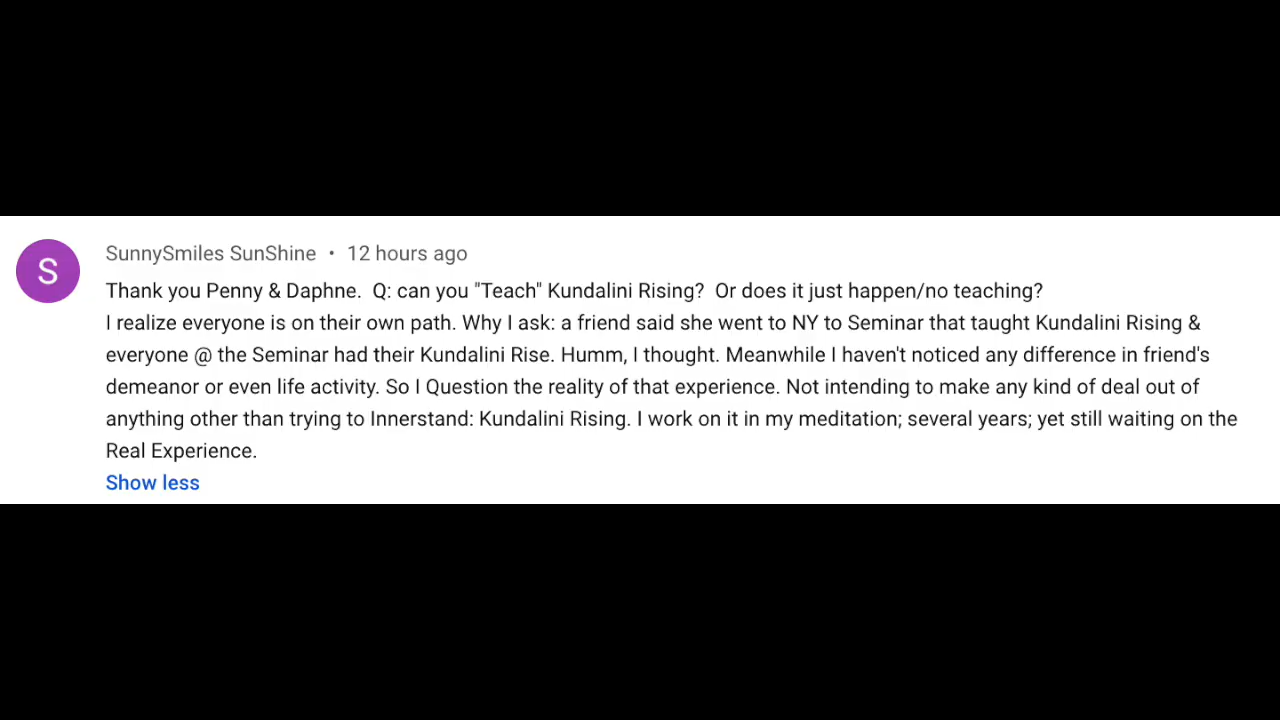 S
SunnySmiles SunShine • 12 hours ago
Thank you Penny & Daphne.  Q: can you "Teach" Kundalini Rising?  Or does it just happen/no teaching?
I realize everyone is on their own path. Why I ask: a friend said she went to NY to Seminar that taught Kundalini Rising &
everyone @ the Seminar had their Kundalini Rise. Humm, I thought. Meanwhile I haven't noticed any difference in friend's
demeanor or even life activity. So I Question the reality of that experience. Not intending to make any kind of deal out of
anything other than trying to Innerstand: Kundalini Rising. I work on it in my meditation; several years; yet still waiting on the
Real Experience.
Show less